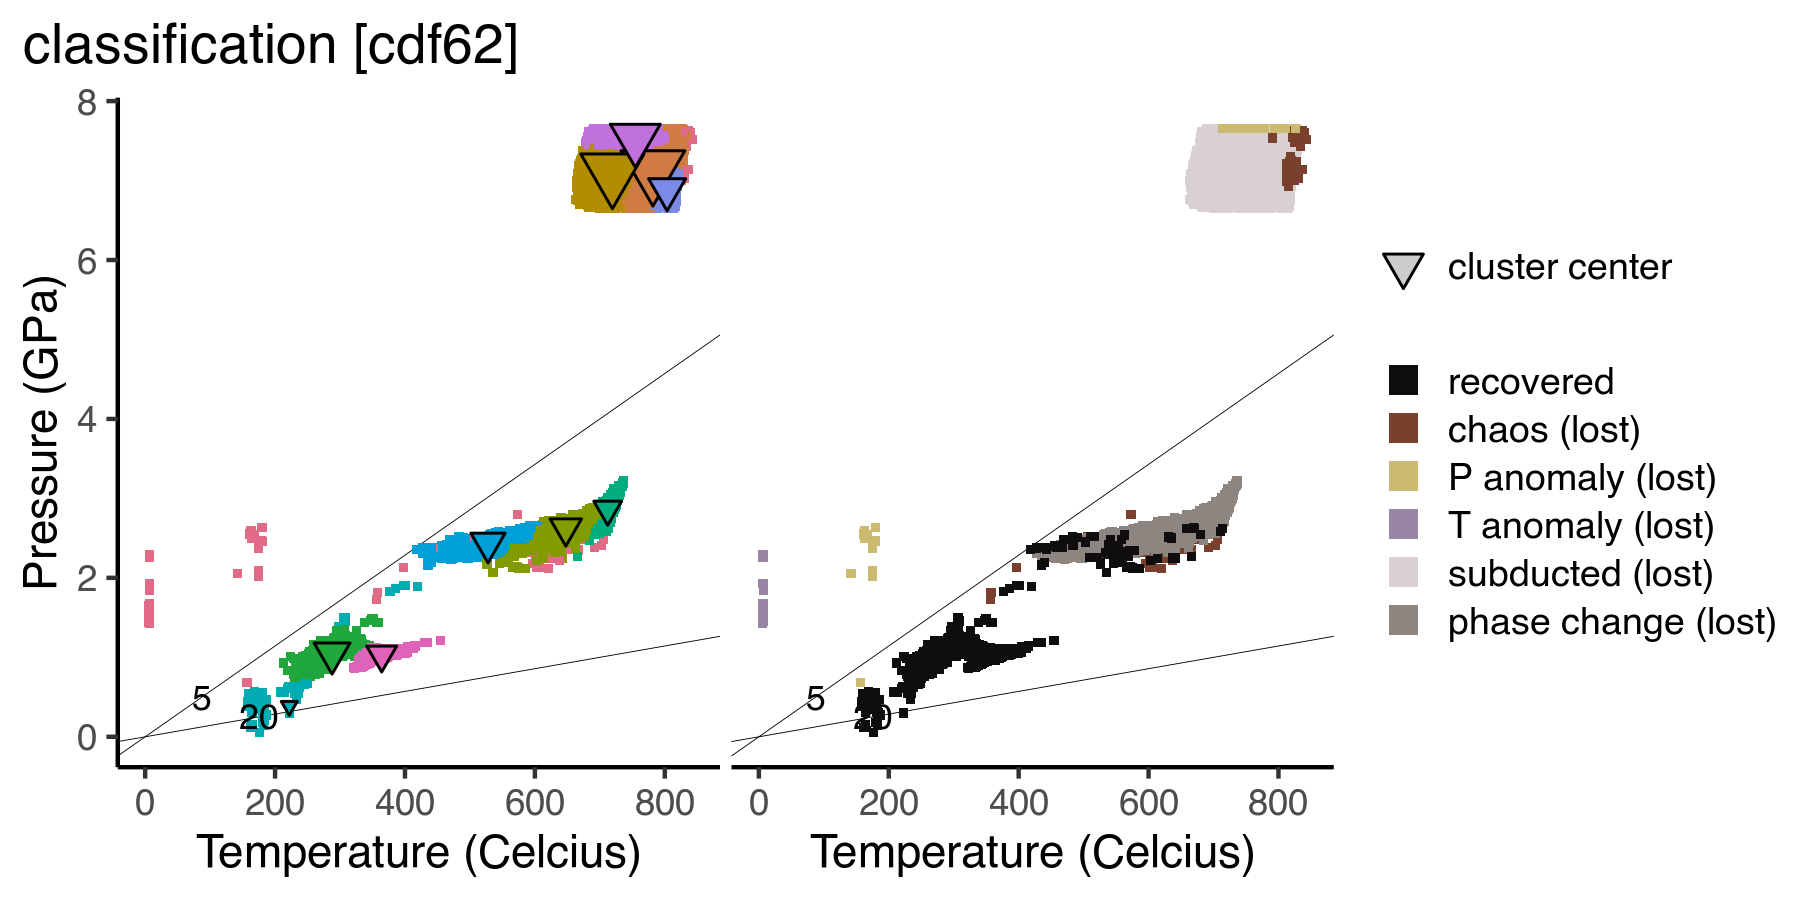 classification [cdf62]
Pressure (GPa)
8
6
4
2
0
5
20
0 200 400 600 800
Temperature (Celcius)
5
20
0 200 400 600 800
Temperature (Celcius)
cluster center
recovered
chaos (lost)
P anomaly (lost)
T anomaly (lost)
subducted (lost)
phase change (lost)